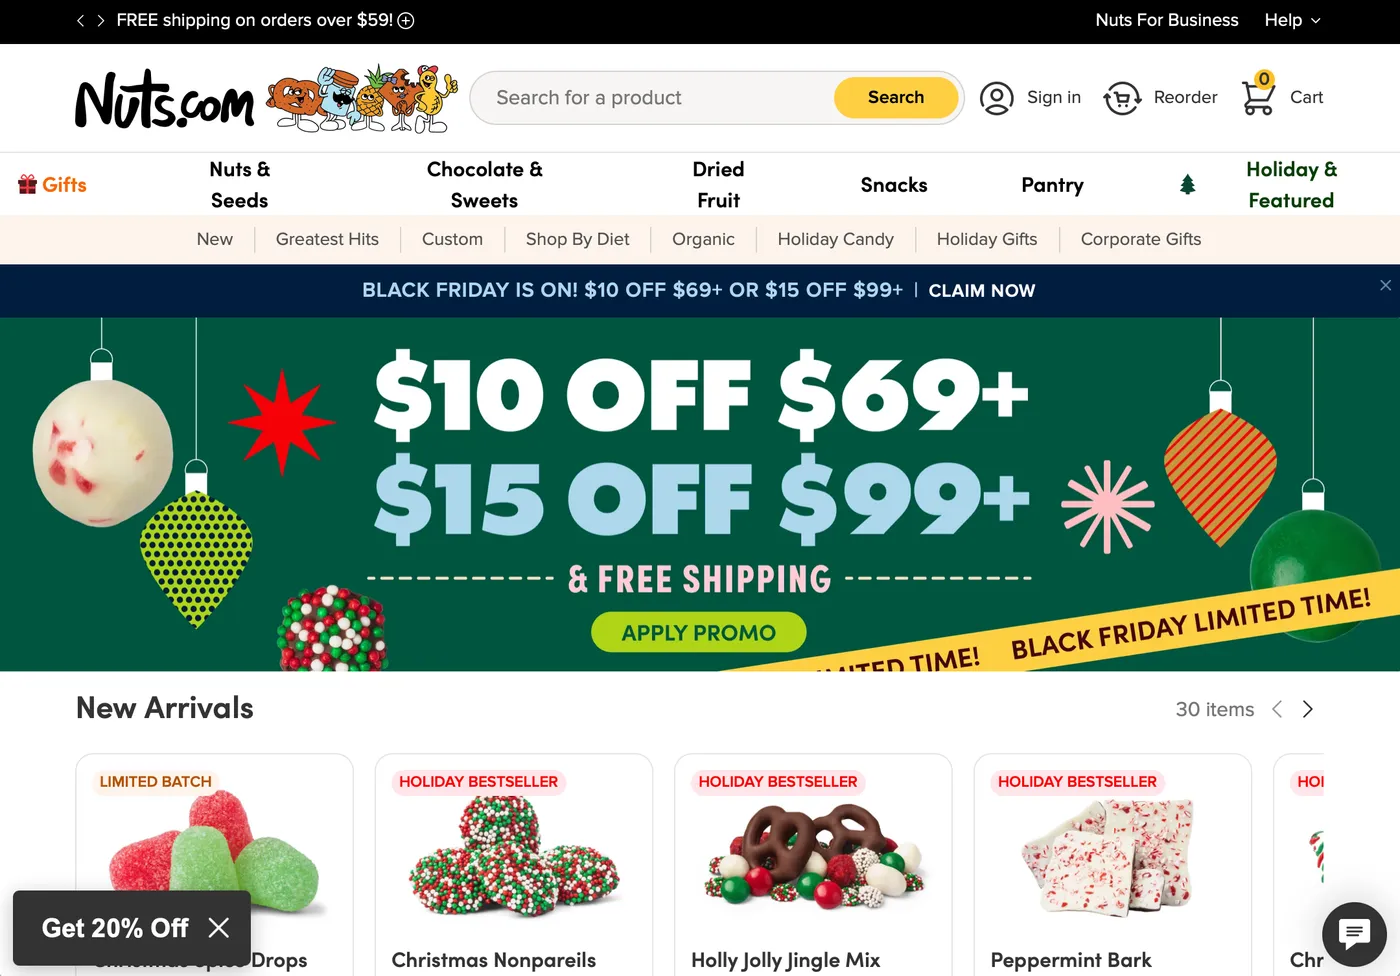 FREE shipping on orders over $59!
Nuts For Business
Help
Nuts.com
Search for a product
Search
Sign in
Reorder
0
Cart
Gifts
Nuts &
Seeds
Chocolate &
Sweets
Dried
Fruit
Snacks
Pantry
Holiday &
Featured
New
Greatest Hits
Custom
Shop By Diet
Organic
Holiday Candy
Holiday Gifts
Corporate Gifts
BLACK FRIDAY IS ON! $10 OFF $69+ OR $15 OFF $99+ | CLAIM NOW
$10 OFF $69+
$15 OFF $99+
& FREE SHIPPING
APPLY PROMO
TIME!
BLACK FRIDAY LIMITED TIME!
New Arrivals
30 items
LIMITED BATCH
HOLIDAY BESTSELLER
HOLIDAY BESTSELLER
HOLIDAY BESTSELLER
Get 20% Off
Drops
Christmas Nonpareils
Holly Jolly Jingle Mix
Peppermint Bark